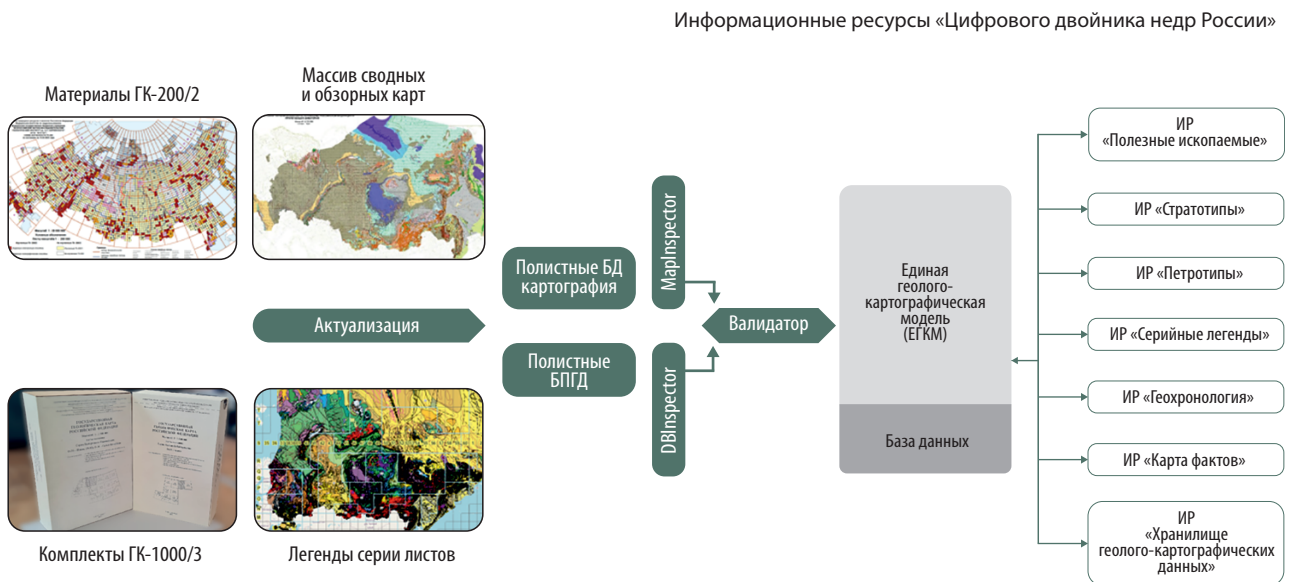 Информационные ресурсы «Цифрового двойника недр России»
Материалы ГК-200/2
Массив сводных
и обзорных карт
Актуализация
Комплекты ГК-1000/3
Легенды серии листов
Полистные БД
картография
Полистные
БПГД
MapInspector
DBInspector
Валидатор
Единая
геолого-
картографическая
модель
(ЕГКМ)
База данных
ИР
«Полезные ископаемые»
ИР «Стратотипы»
ИР «Петротипы»
ИР «Серийные легенды»
ИР «Геохронология»
ИР «Карта фактов»
ИР
«Хранилище
геолого-картографических
данных»